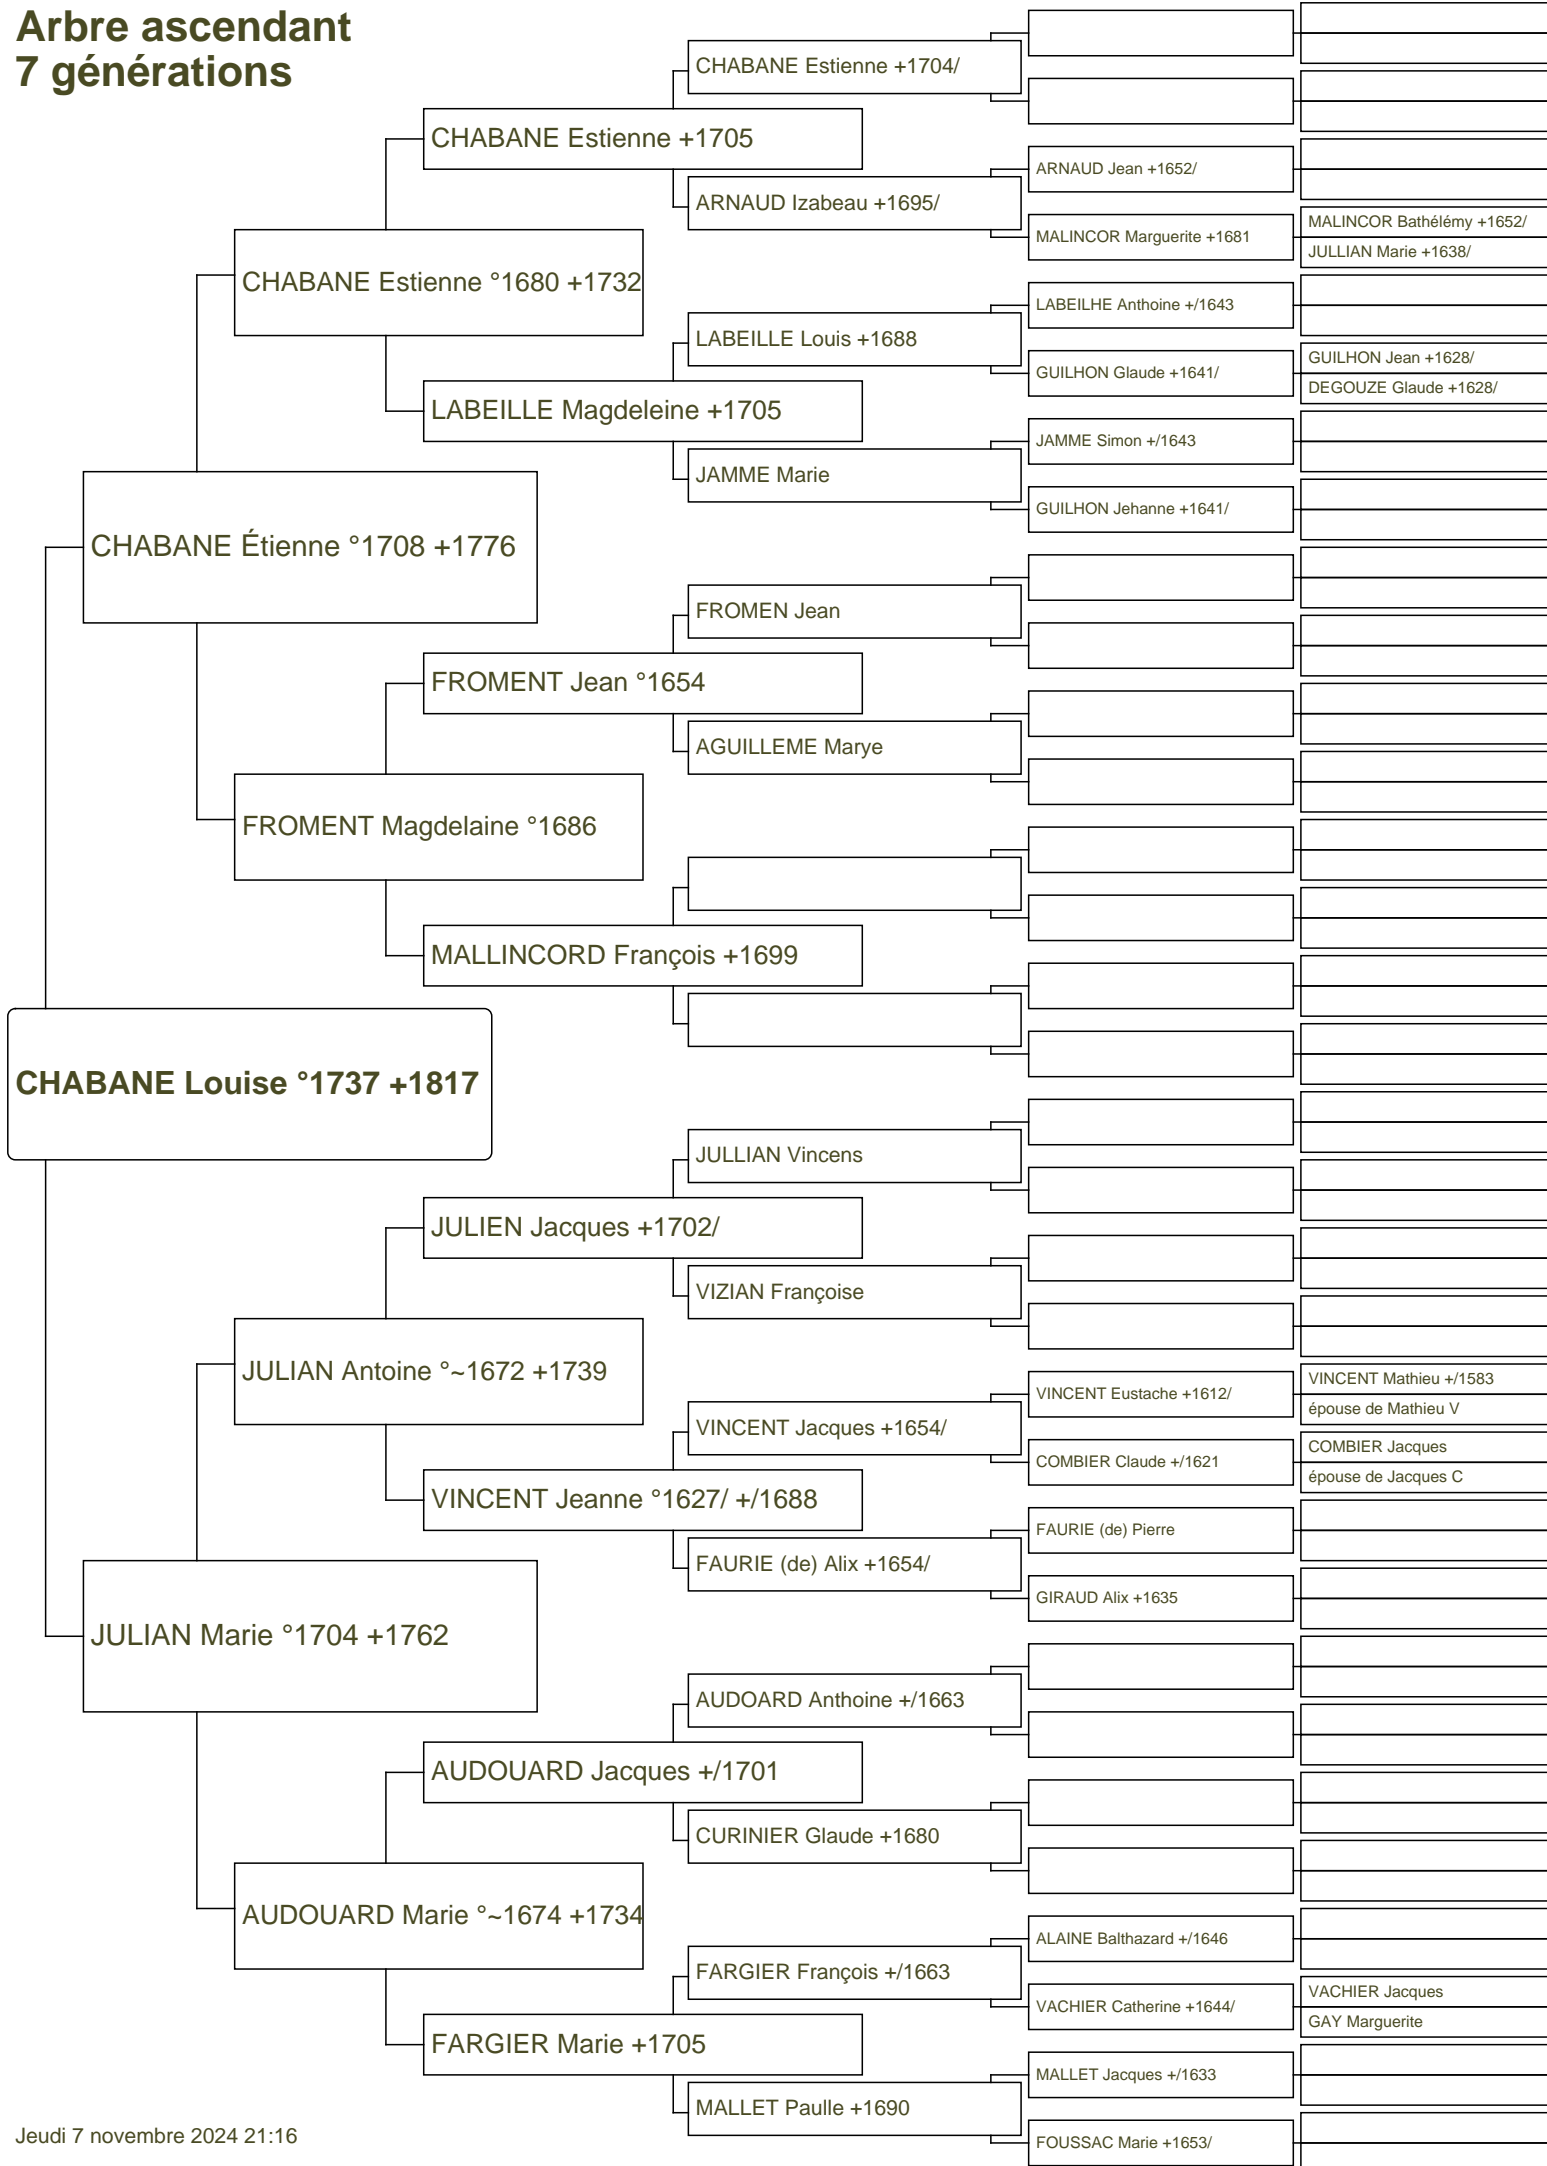 Arbre ascendant
7 générations
CHABANE Estienne +1704/
CHABANE Estienne +1705
ARNAUD Jean +1652/
ARNAUD Izabeau +1695/
MALINCOR Bathélémy +1652/
MALINCOR Marguerite +1681
JULLIAN Marie +1638/
CHABANE Estienne °1680 +1732
LABEILHE Anthoine +/1643
LABEILLE Louis +1688
GUILHON Jean +1628/
GUILHON Glaude +1641/
DEGOUZE Glaude +1628/
LABEILLE Magdeleine +1705
JAMME Simon +/1643
JAMME Marie
GUILHON Jehanne +1641/
CHABANE Étienne °1708 +1776
FROMEN Jean
FROMENT Jean °1654
AGUILLEME Marye
FROMENT Magdelaine °1686
MALLINCORD François +1699
CHABANE Louise °1737 +1817
JULLIAN Vincens
JULIEN Jacques +1702/
VIZIAN Françoise
JULIAN Antoine °~1672 +1739
VINCENT Mathieu +/1583
VINCENT Eustache +1612/
épouse de Mathieu V
VINCENT Jacques +1654/
COMBIER Jacques
COMBIER Claude +/1621
épouse de Jacques C
VINCENT Jeanne °1627/ +/1688
FAURIE (de) Pierre
FAURIE (de) Alix +1654/
GIRAUD Alix +1635
JULIAN Marie °1704 +1762
AUDOARD Anthoine +/1663
AUDOUARD Jacques +/1701
CURINIER Glaude +1680
AUDOUARD Marie °~1674 +1734
ALAINE Balthazard +/1646
FARGIER François +/1663
VACHIER Jacques
VACHIER Catherine +1644/
GAY Marguerite
FARGIER Marie +1705
MALLET Jacques +/1633
MALLET Paulle +1690
Jeudi 7 novembre 2024 21:16
FOUSSAC Marie +1653/